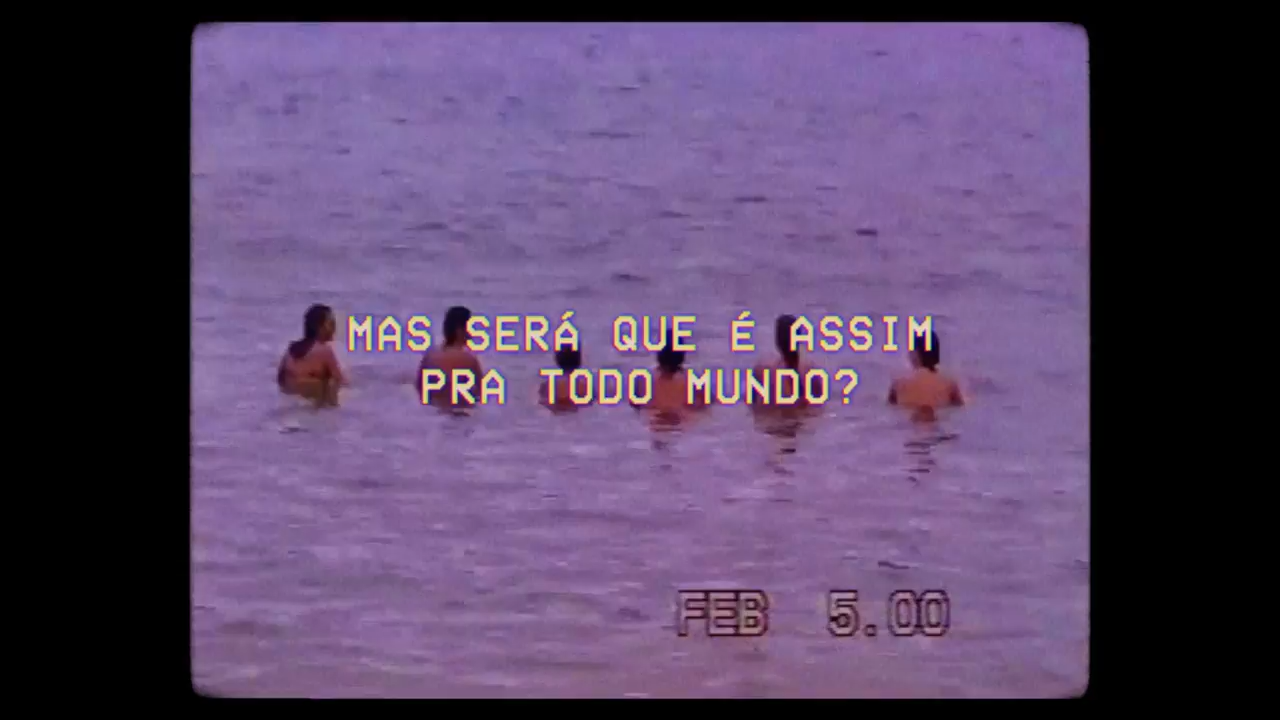 MAS SERÁ QUE É ASSIM
PRA TODO MUNDO?
FEB 5.00